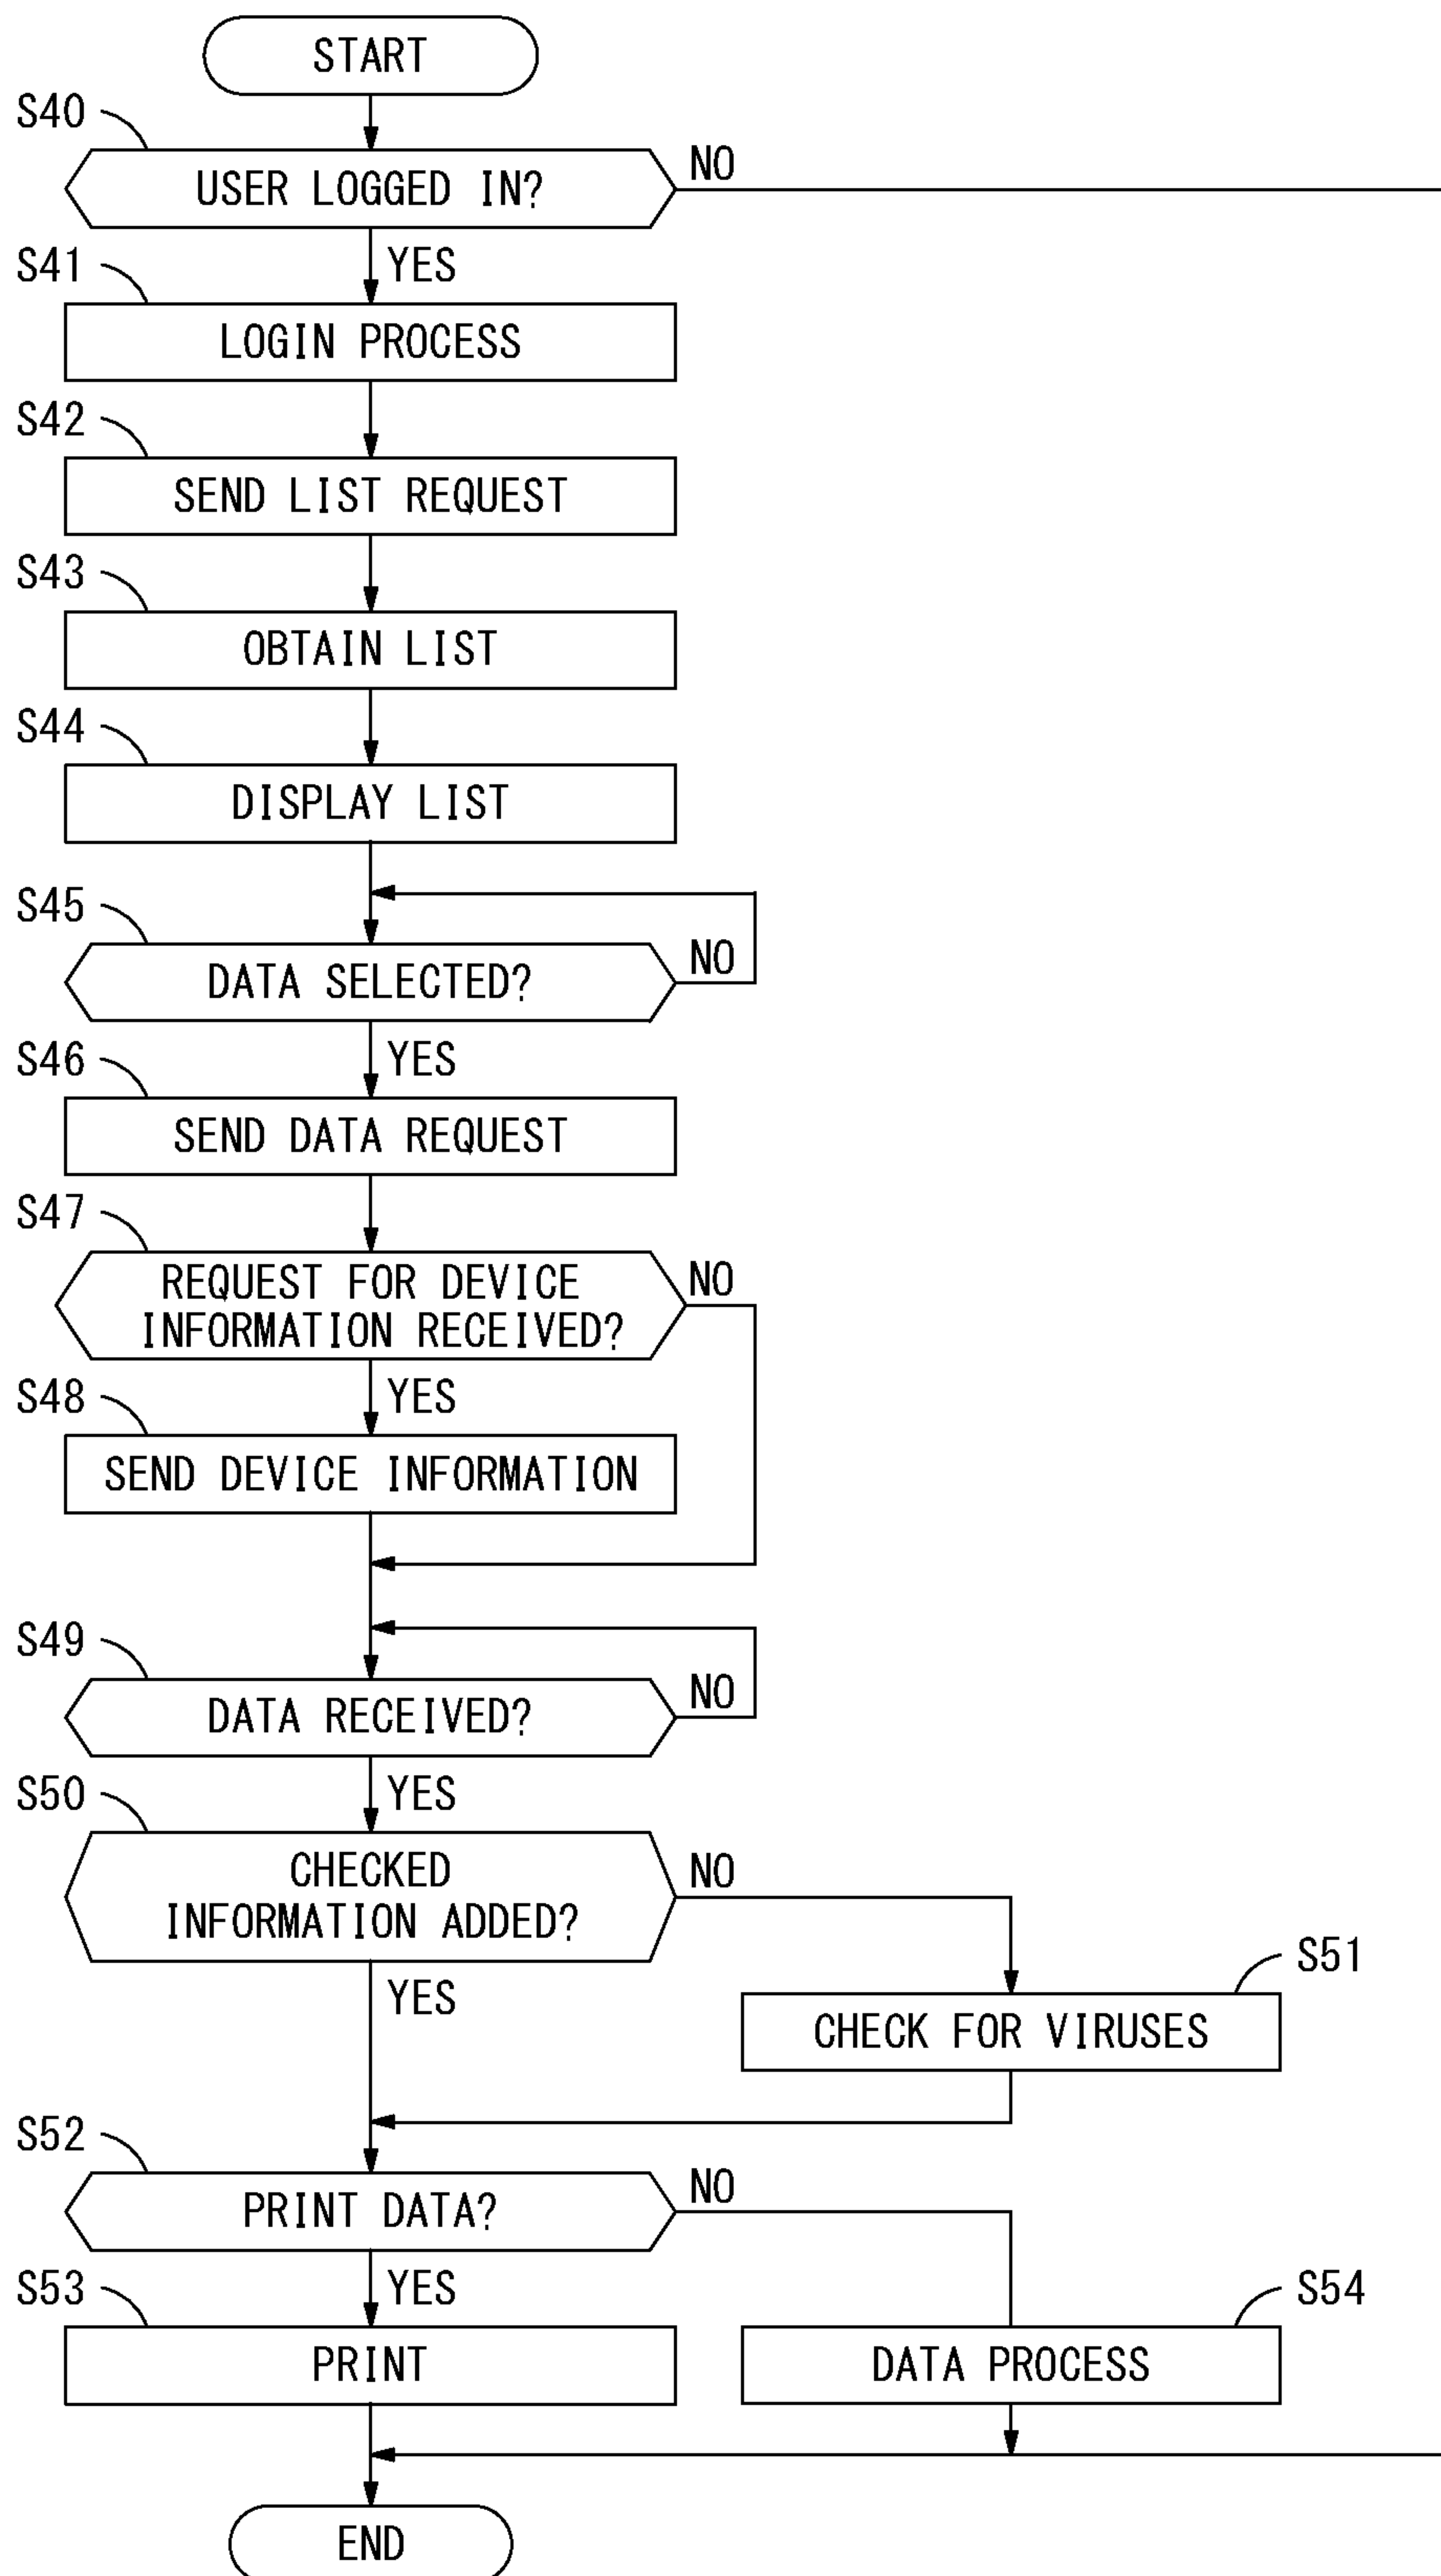 START
S40
USER LOGGED IN?
NO
YES
S41
LOGIN PROCESS
S42
SEND LIST REQUEST
S43
OBTAIN LIST
S44
DISPLAY LIST
S45
DATA SELECTED?
NO
YES
S46
SEND DATA REQUEST
S47
REQUEST FOR DEVICE
INFORMATION RECEIVED?
NO
YES
S48
SEND DEVICE INFORMATION
S49
DATA RECEIVED?
NO
YES
S50
CHECKED
INFORMATION ADDED?
NO
YES
S51
CHECK FOR VIRUSES
S52
PRINT DATA?
NO
YES
S53
PRINT
S54
DATA PROCESS
END